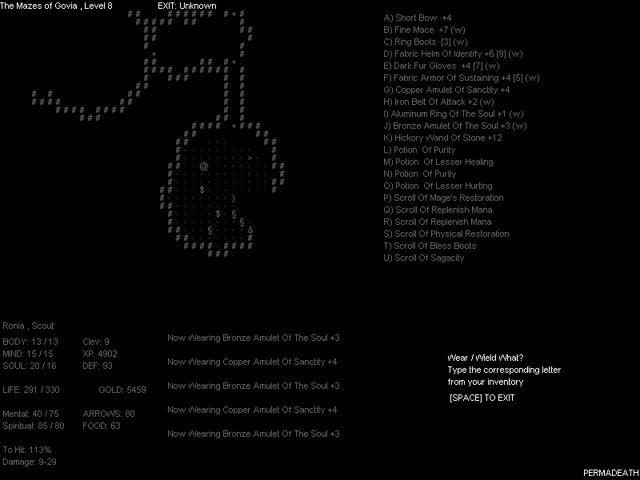 The Mazes of Govia , Level 8
EXIT: Unknown
A) Short Bow +4
B) Fine Mace +7 (w)
C) Ring Boots [3] (w)
D) Fabric Helm Of Identify +6 [9] (w)
E) Dark Fur Gloves +4 [7] (w)
F) Fabric Armor Of Sustaining +4 [5] (w)
G) Copper Amulet Of Sanctity +4
H) Iron Belt Of Attack +2 (w)
I) Aluminum Ring Of The Soul +1 (w)
J) Bronze Amulet Of The Soul +3 (w)
K) Hickory Wand Of Stone +12
L) Potion Of Purity
M) Potion Of Lesser Healing
N) Potion Of Purity
O) Potion Of Lesser Hurting
P) Scroll Of Mage's Restoration
Q) Scroll Of Replenish Mana
R) Scroll Of Replenish Mana
S) Scroll Of Physical Restoration
T) Scroll Of Bless Boots
U) Scroll Of Sagacity
Ronia , Scout
BODY: 13 / 13 Clev: 9
MIND: 15 / 15 XP: 4902
SOUL: 20 / 16 DEF: 93
LIFE: 291 / 330 GOLD: 5459
Mental: 40 / 75 ARROWS: 80
Spiritual: 85 / 80 FOOD: 63
To Hit: 113%
Damage: 9-29
Now Wearing Bronze Amulet Of The Soul +3
Now Wearing Copper Amulet Of Sanctity +4
Now Wearing Bronze Amulet Of The Soul +3
Now Wearing Copper Amulet Of Sanctity +4
Now Wearing Bronze Amulet Of The Soul +3
Wear / Wield What?
Type the corresponding letter
from your inventory
[SPACE] TO EXIT
PERMADEATH